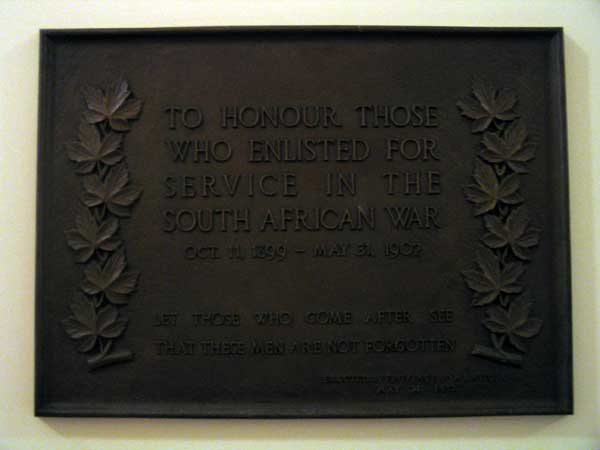 TO HONOUR THOSE
WHO ENLISTED FOR
SERVICE IN THE
SOUTH AFRICAN WAR
OCT. 11, 1899 – MAY 31, 1902
LET THOSE WHO COME AFTER SEE
THAT THESE MEN ARE NOT FORGOTTEN